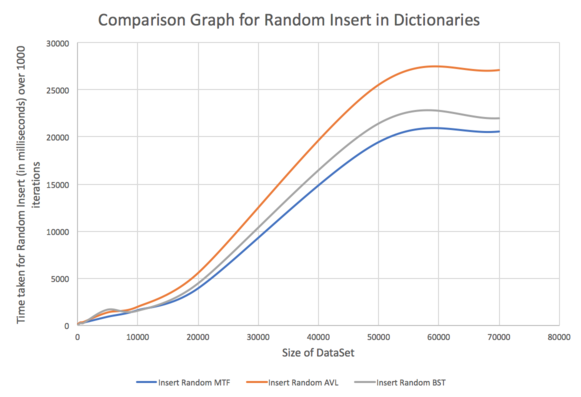 Comparison Graph for Random Insert in Dictionaries
Time taken for Random Insert (in milliseconds) over 1000
iterations
30000
25000
20000
15000
10000
5000
0
0 10000 20000 30000 40000 50000 60000 70000 80000
Size of DataSet
Insert Random MTF Insert Random AVL Insert Random BST